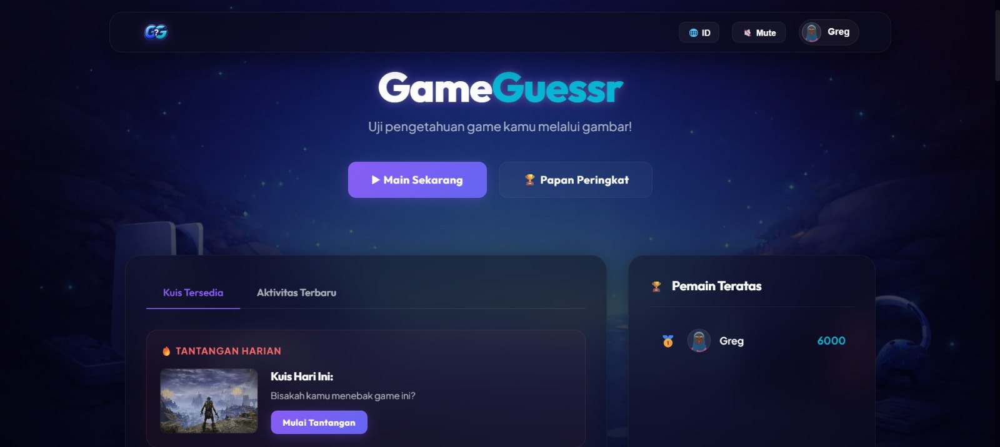 G?G
ID
Mute
Greg
GameGuessr
Uji pengetahuan game kamu melalui gambar!
Main Sekarang
Papan Peringkat
Kuis Tersedia
Aktivitas Terbaru
TANTANGAN HARIAN
Kuis Hari Ini:
Bisakah kamu menebak game ini?
Mulai Tantangan
Pemain Teratas
1
Greg
6000